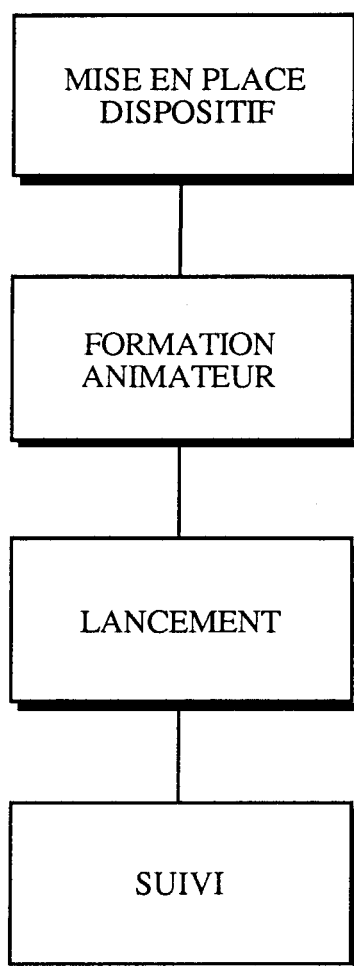 MISE EN PLACE
DISPOSITIF
FORMATION
ANIMATEUR
LANCEMENT
SUIVI